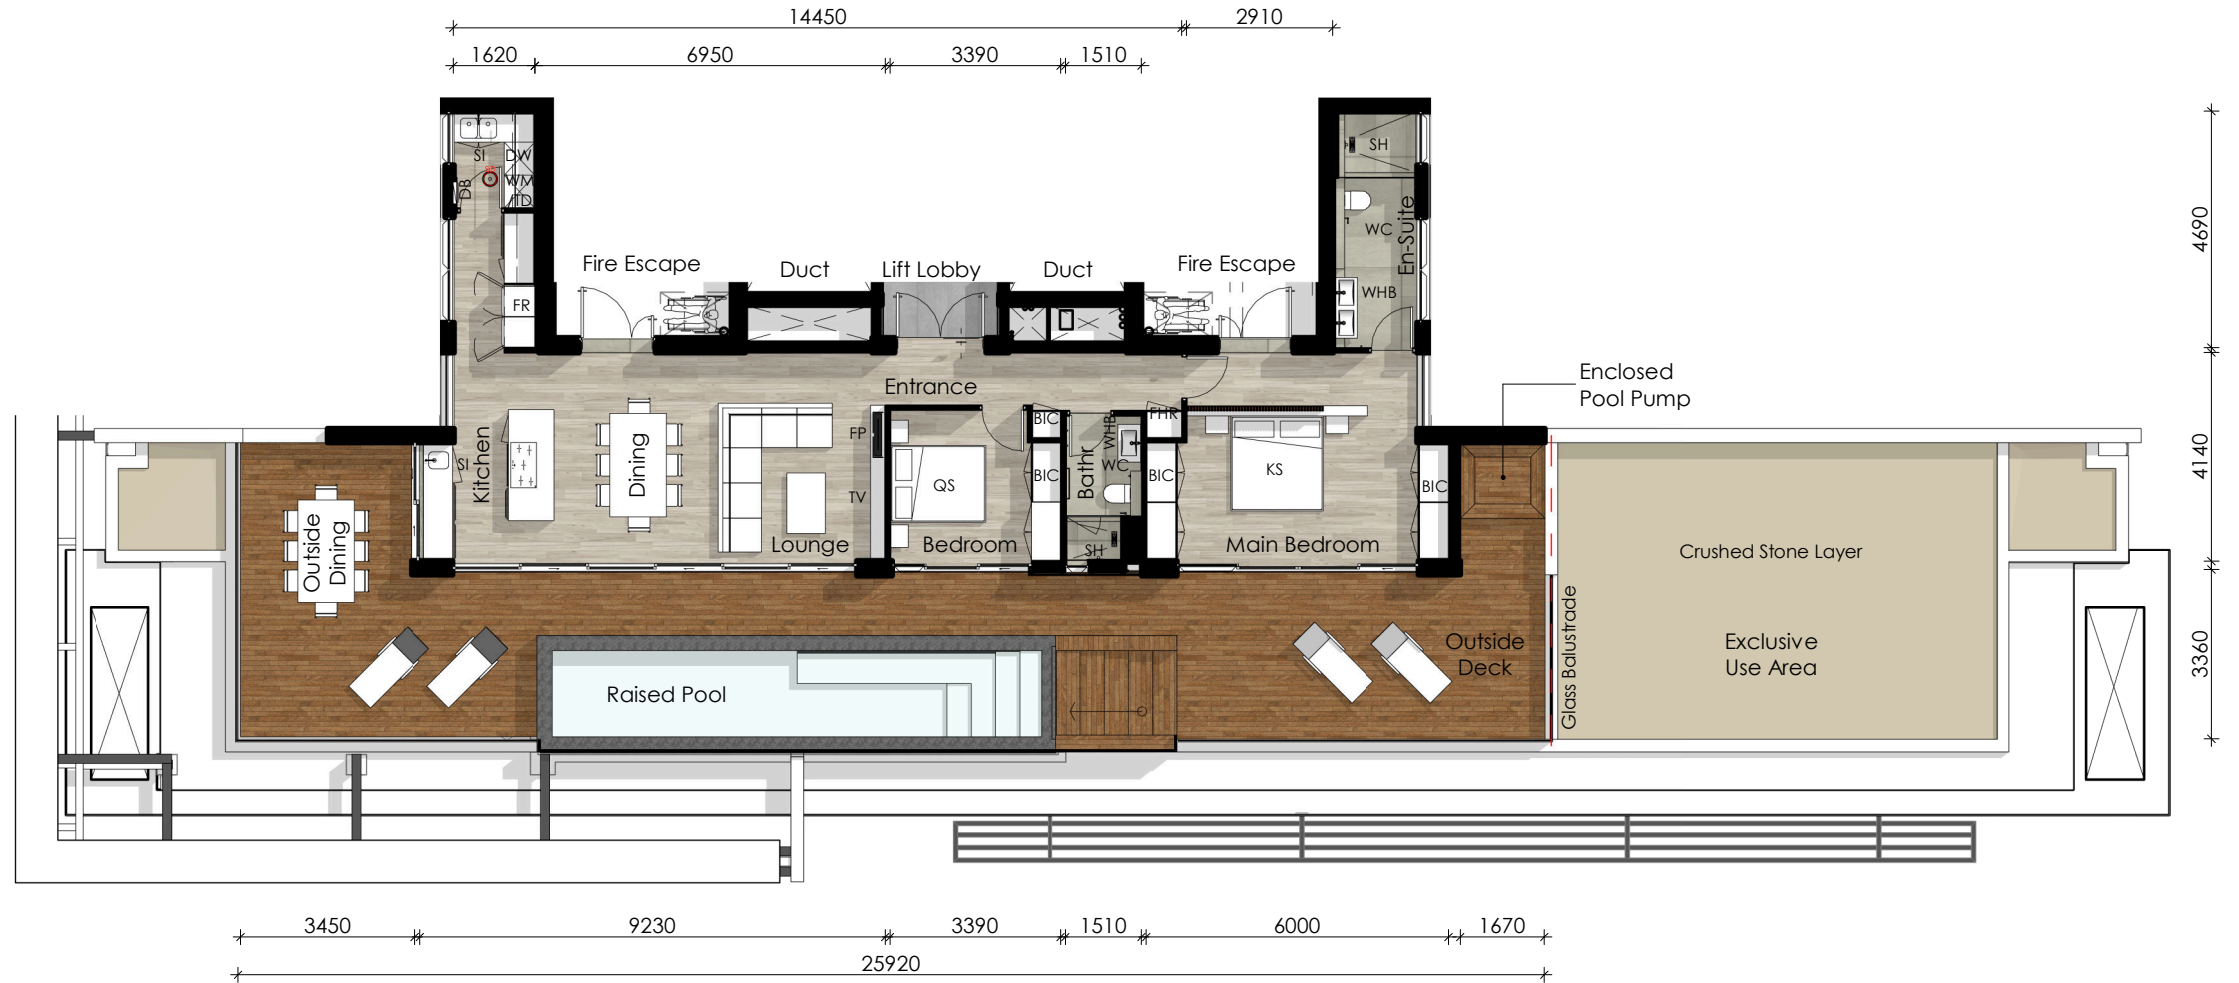 14450
2910
1620
6950
3390
1510
SI
DW
DB
WM
TD
SH
En-Suite
WC
WHB
4690
Fire Escape
Duct
Lift Lobby
Duct
Fire Escape
FR
Enclosed
Pool Pump
Entrance
BIC
WHB
FHR
Kitchen
Dining
FP
SI
TV
QS
BIC
Bathr
WC
BIC
KS
BIC
4140
Outside
Dining
Lounge
Bedroom
SH
Main Bedroom
Crushed Stone Layer
Glass Balustrade
Exclusive
Use Area
Outside
Deck
3360
Raised Pool
3450
9230
3390
1510
6000
1670
25920